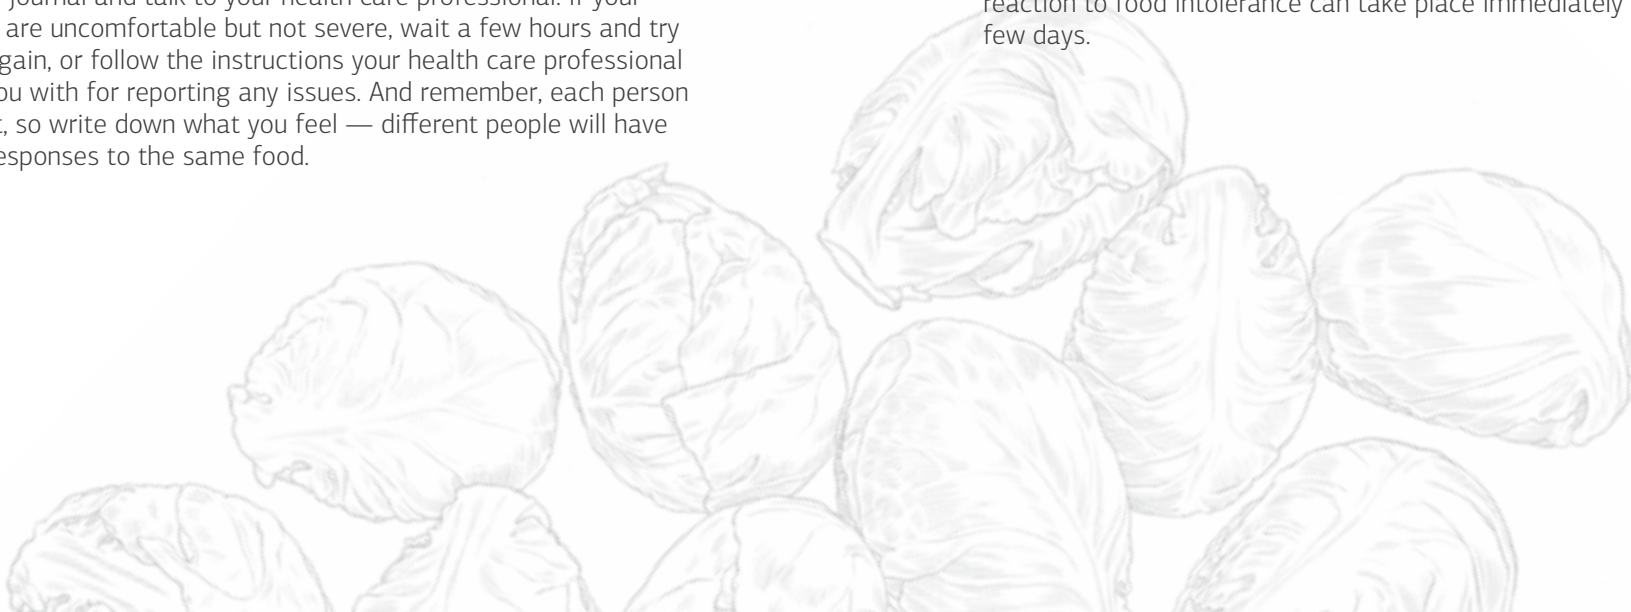 journal and talk to your health care professional. If your
are uncomfortable but not severe, wait a few hours and try
gain, or follow the instructions your health care professional
ou with for reporting any issues. And remember, each person
, so write down what you feel — different people will have
esponses to the same food.
reaction to food intolerance can take place immediately
few days.